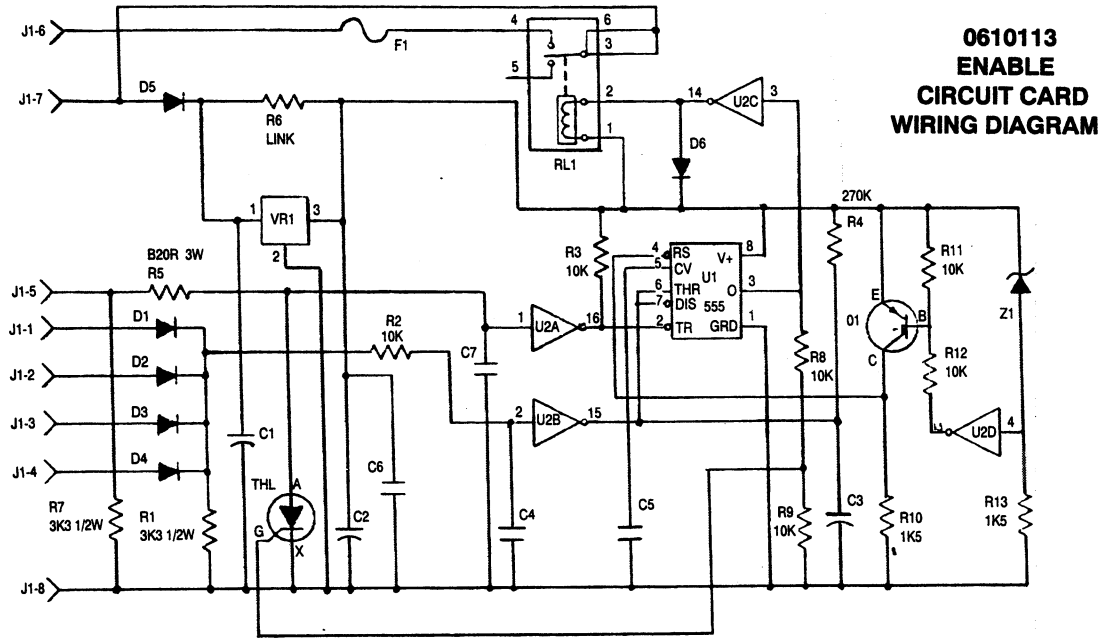 0610113
ENABLE
CIRCUIT CARD
WIRING DIAGRAM
J1-6
F1
4
6
3
5
J1-7
D5
R6
LINK
2
1
RL1
14
U2C
3
D6
1
VR1
3
2
270K
R4
B20R 3W
R5
J1-5
R3
10K
4
RS
5
CV
6
THR
7
DIS
2
TR
V+
8
U1
O
3
555
GRD
1
R11
10K
E
01
B
C
Z1
J1-1
D1
R2
10K
1
U2A
16
C7
J1-2
D2
R8
10K
R12
10K
J1-3
D3
2
U2B
15
U2D
4
C1
J1-4
D4
C6
THL
A
G
X
R7
3K3 1/2W
R1
3K3 1/2W
C2
C4
C5
R9
10K
C3
R10
1K5
R13
1K5
J1-8